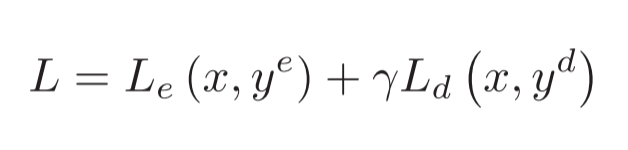 L = L_e (x, y^e) + γL_d (x, y^d)